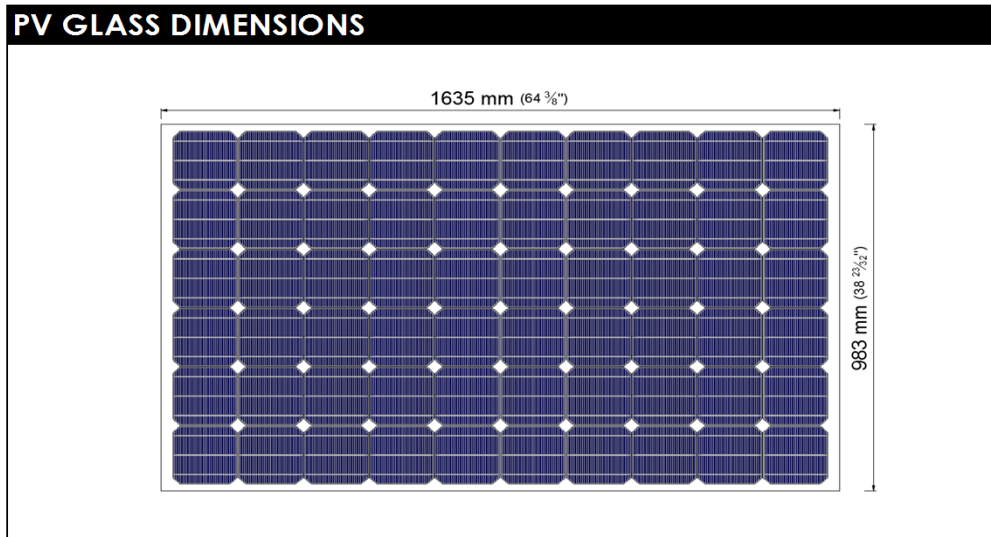 PV GLASS DIMENSIONS
1635 mm (64 ⅜")
983 mm (38 23/32")